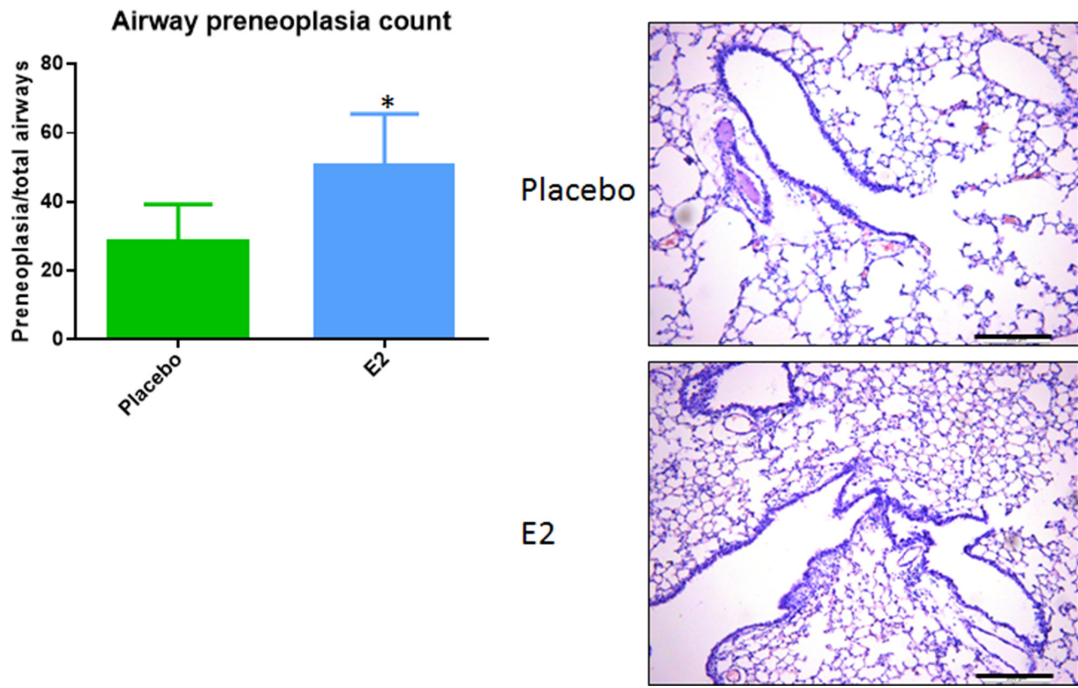 Airway preneoplasia count
Preneoplasia/total airways
80
60
40
20
0
*
Placebo
E2
Placebo
E2